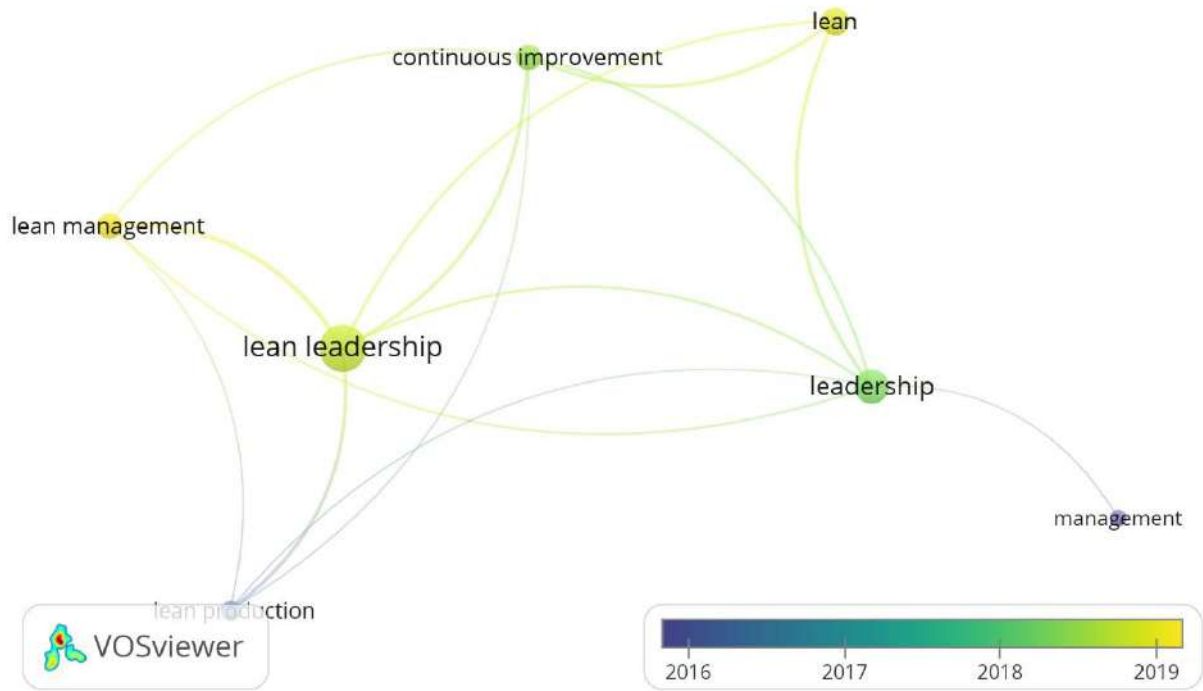 lean
continuous improvement
lean management
lean leadership
leadership
management
lean production
VOSviewer
2016 2017 2018 2019